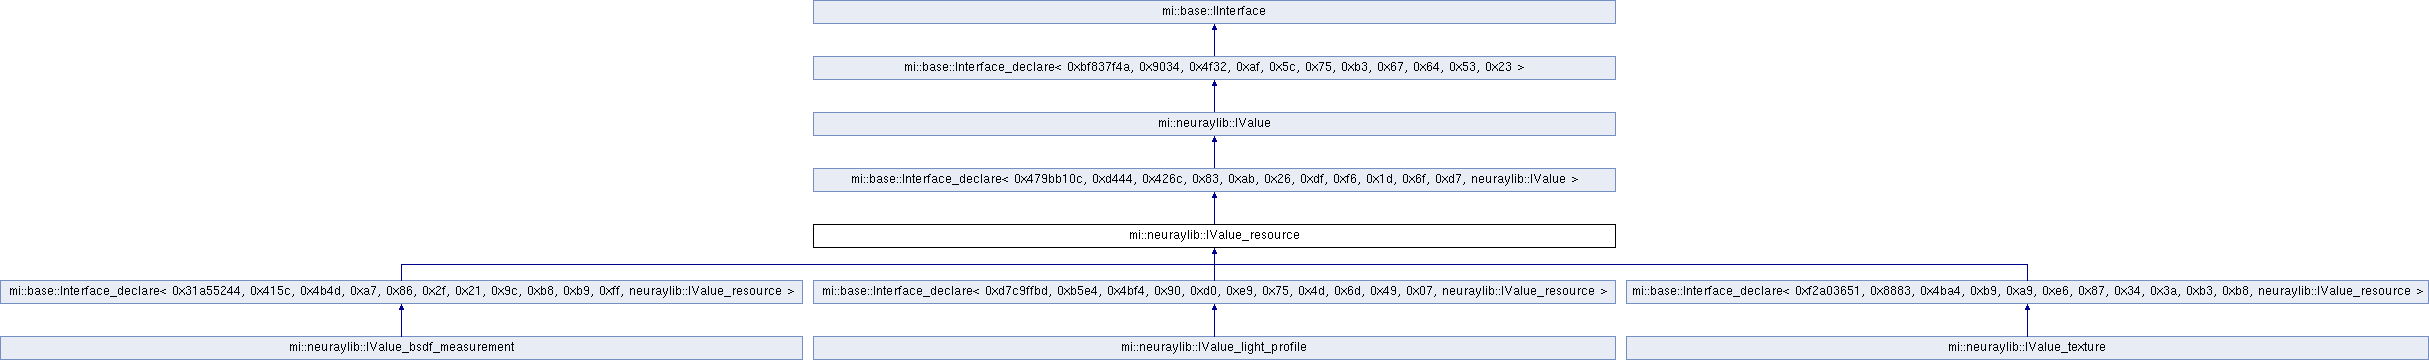 mi::base::IInterface
mi::base::Interface_declare< 0xbf837f4a, 0x9034, 0x4f32, 0xaf, 0x5c, 0x75, 0xb3, 0x67, 0x64, 0x53, 0x23 >
mi::neuraylib::IValue
mi::base::Interface_declare< 0x479bb10c, 0xd444, 0x426c, 0x83, 0xab, 0x26, 0xdf, 0xf6, 0x1d, 0x6f, 0xd7, neuraylib::IValue >
mi::neuraylib::IValue_resource
mi::base::Interface_declare< 0x31a55244, 0x415c, 0x4b4d, 0xa7, 0x86, 0x2f, 0x21, 0x9c, 0xb8, 0xb9, 0xff, neuraylib::IValue_resource >
mi::base::Interface_declare< 0xd7c9ffbd, 0xb5e4, 0x4bf4, 0x90, 0xd0, 0xe9, 0x75, 0x4d, 0x6d, 0x49, 0x07, neuraylib::IValue_resource >
mi::base::Interface_declare< 0xf2a03651, 0x8883, 0x4ba4, 0xb9, 0xa9, 0xe6, 0x87, 0x34, 0x3a, 0xb3, 0xb8, neuraylib::IValue_resource >
mi::neuraylib::IValue_bsdf_measurement
mi::neuraylib::IValue_light_profile
mi::neuraylib::IValue_texture